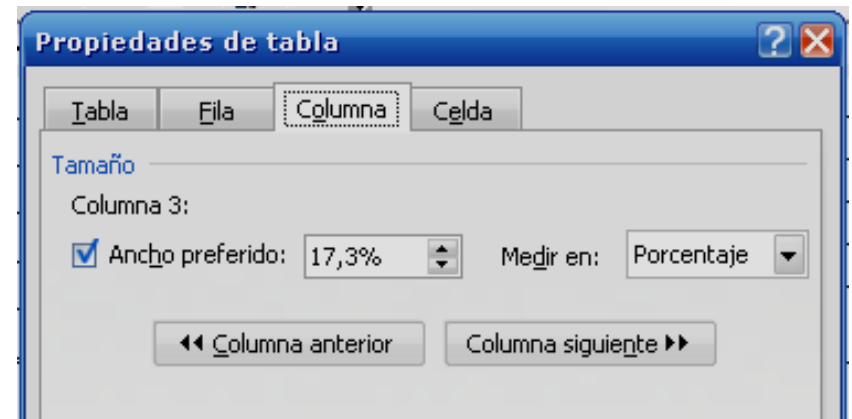 Propiedades de tabla
Tabla Fila Columna Celda
Tamaño
Columna 3:
Ancho preferido: 17,3% Medir en: Porcentaje
Columna anterior Columna siguiente